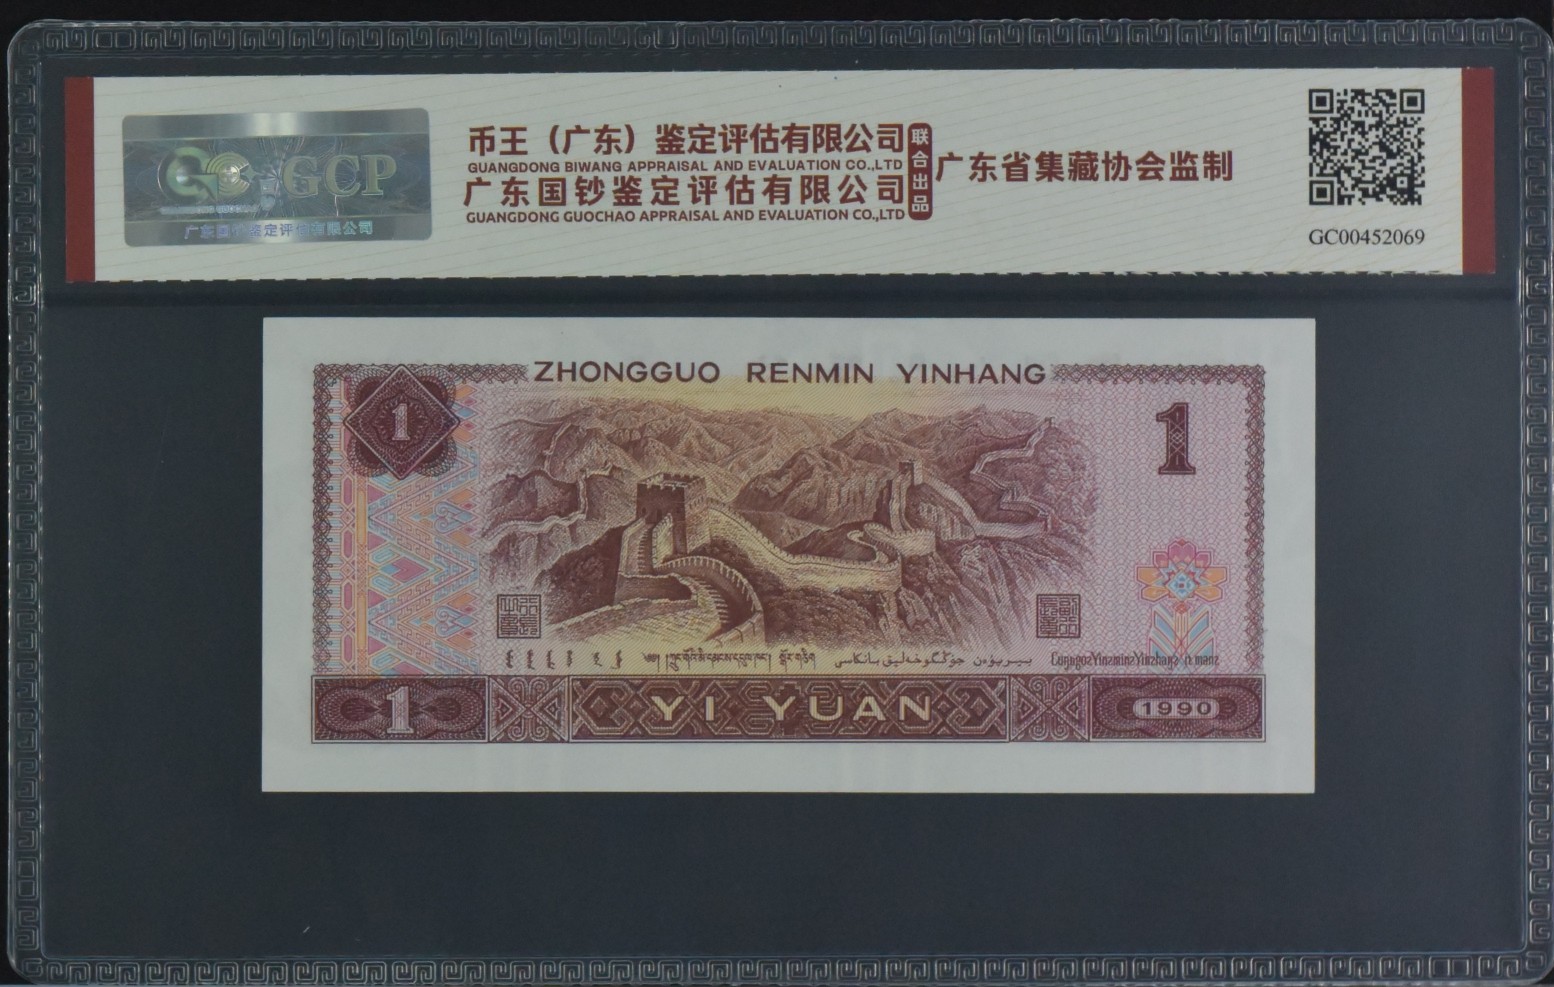 币王（广东）鉴定评估有限公司
GUANGDONG BIWANG APPRAISAL AND EVALUATION CO.,LTD
广东国钞鉴定评估有限公司
GUANGDONG GUOCHAO APPRAISAL AND EVALUATION CO.,LTD
联合出品
广东省集藏协会监制
GC00452069
GCP
广东国钞鉴定评估有限公司
ZHONGGUO RENMIN YINHANG
1
1
1
YI YUAN
1990